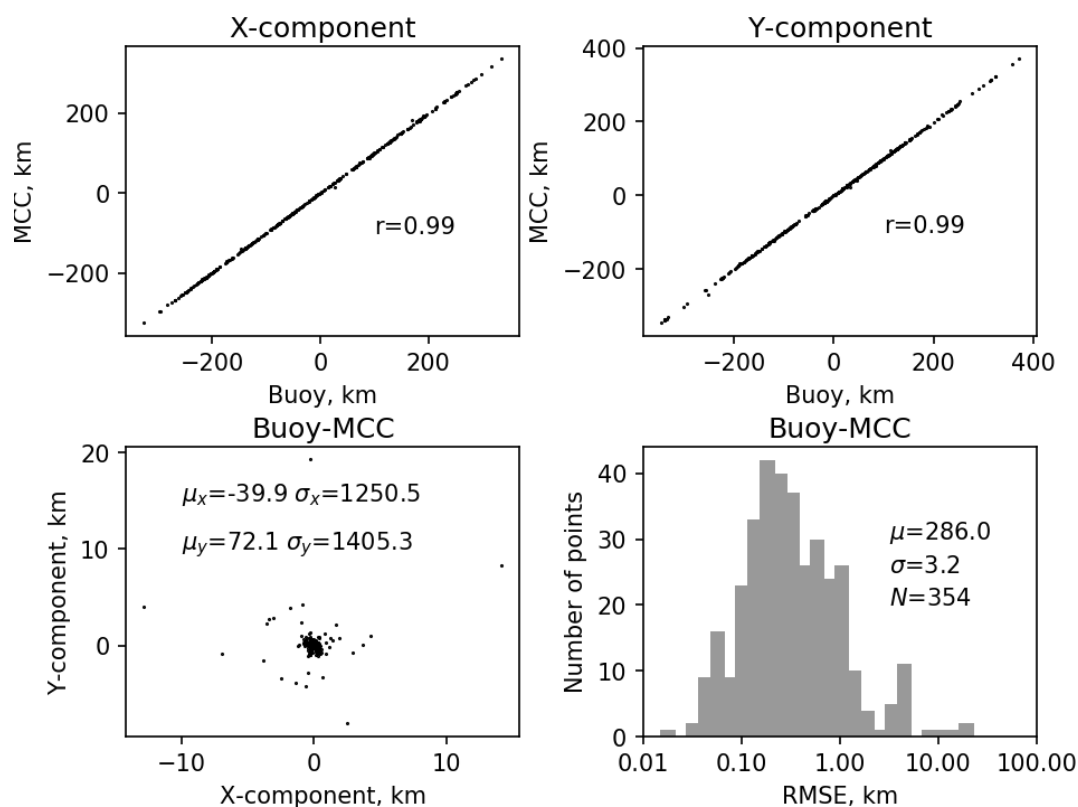 X-component
MCC, km
200
0
−200
r=0.99
−200
0
200
Buoy, km
Y-component
MCC, km
400
200
0
−200
r=0.99
−200
0
200
400
Buoy, km
Buoy-MCC
Y-component, km
20
10
0
μx=-39.9 σx=1250.5
μy=72.1 σy=1405.3
−10
0
10
X-component, km
Buoy-MCC
Number of points
40
30
20
10
0
μ=286.0
σ=3.2
N=354
0.01
0.10
1.00
10.00
100.00
RMSE, km